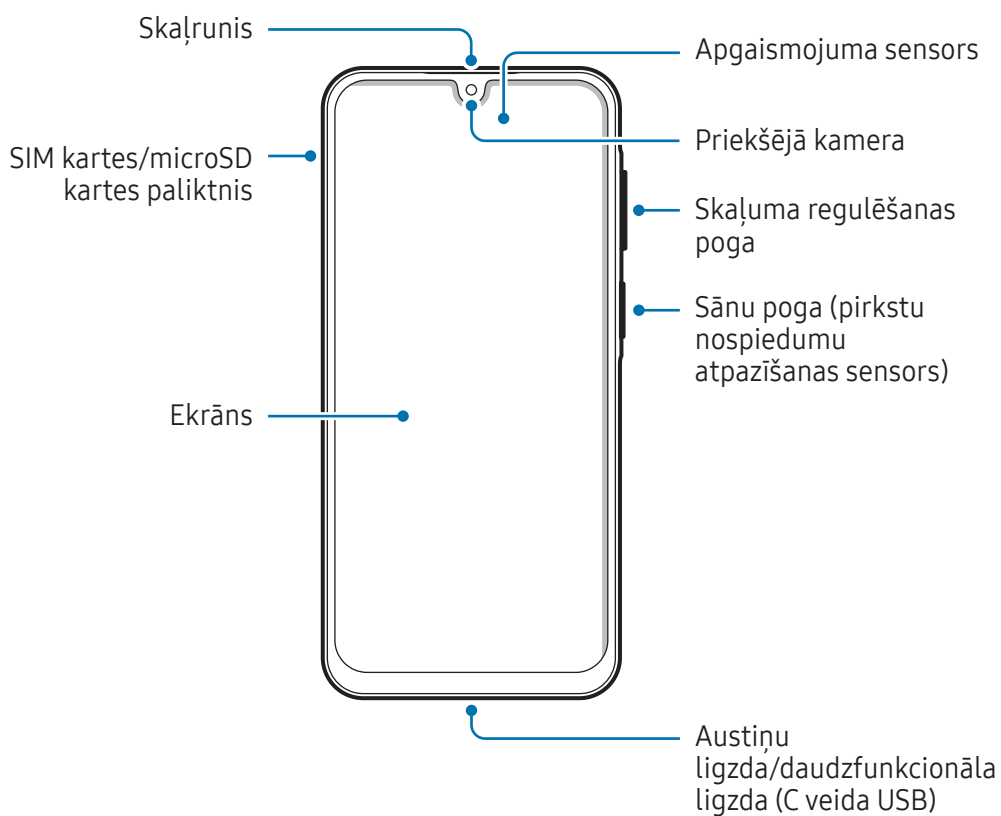 Skaļrunis
Apgaismojuma sensors
Priekšējā kamera
SIM kartes/microSD
kartes paliktnis
Skaļuma regulēšanas
poga
Sānu poga (pirkstu
nospiedumu
atpazīšanas sensors)
Ekrāns
Austiņu
ligzda/daudzfunkcionāla
ligzda (C veida USB)